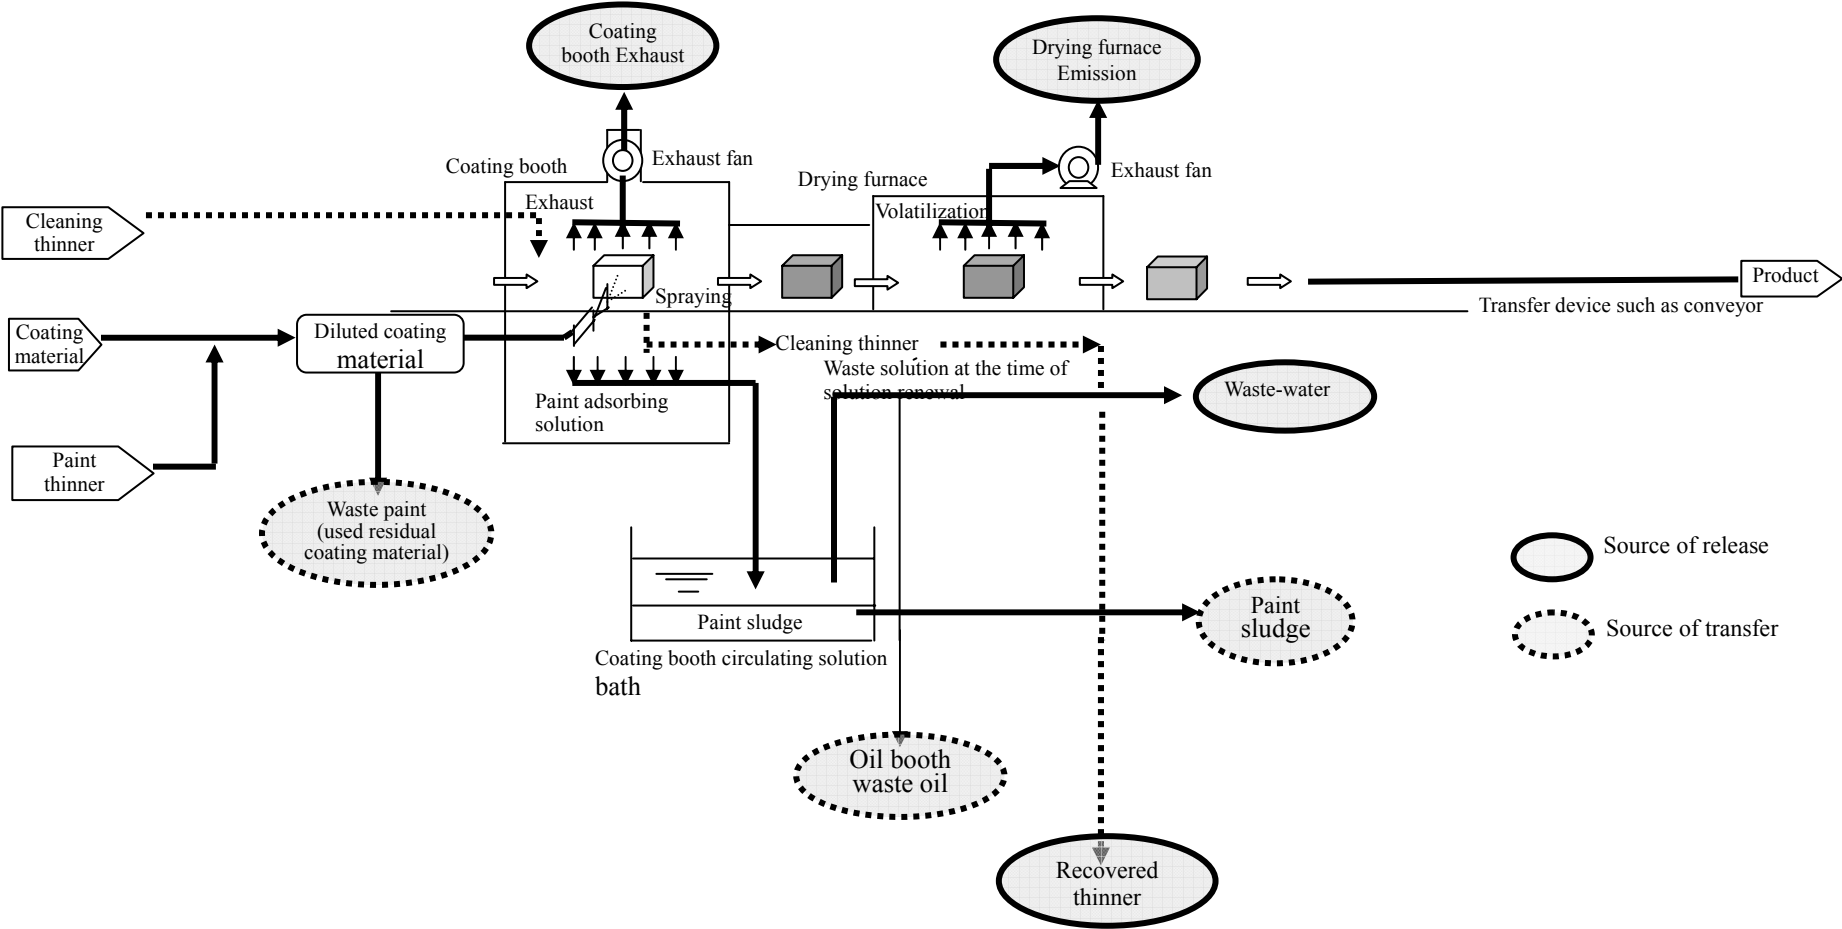 Coating
booth Exhaust
Drying furnace
Emission
Coating booth
Exhaust fan
Drying furnace
Exhaust fan
Exhaust
Volatilization
Cleaning
thinner
Spraying
Product
Transfer device such as conveyor
Coating
material
Diluted coating
material
Cleaning thinner
Waste solution at the time of
solution renewal
Waste-water
Paint adsorbing
solution
Paint
thinner
Waste paint
(used residual
coating material)
Source of release
Paint sludge
Paint
sludge
Source of transfer
Coating booth circulating solution
bath
Oil booth
waste oil
Recovered
thinner